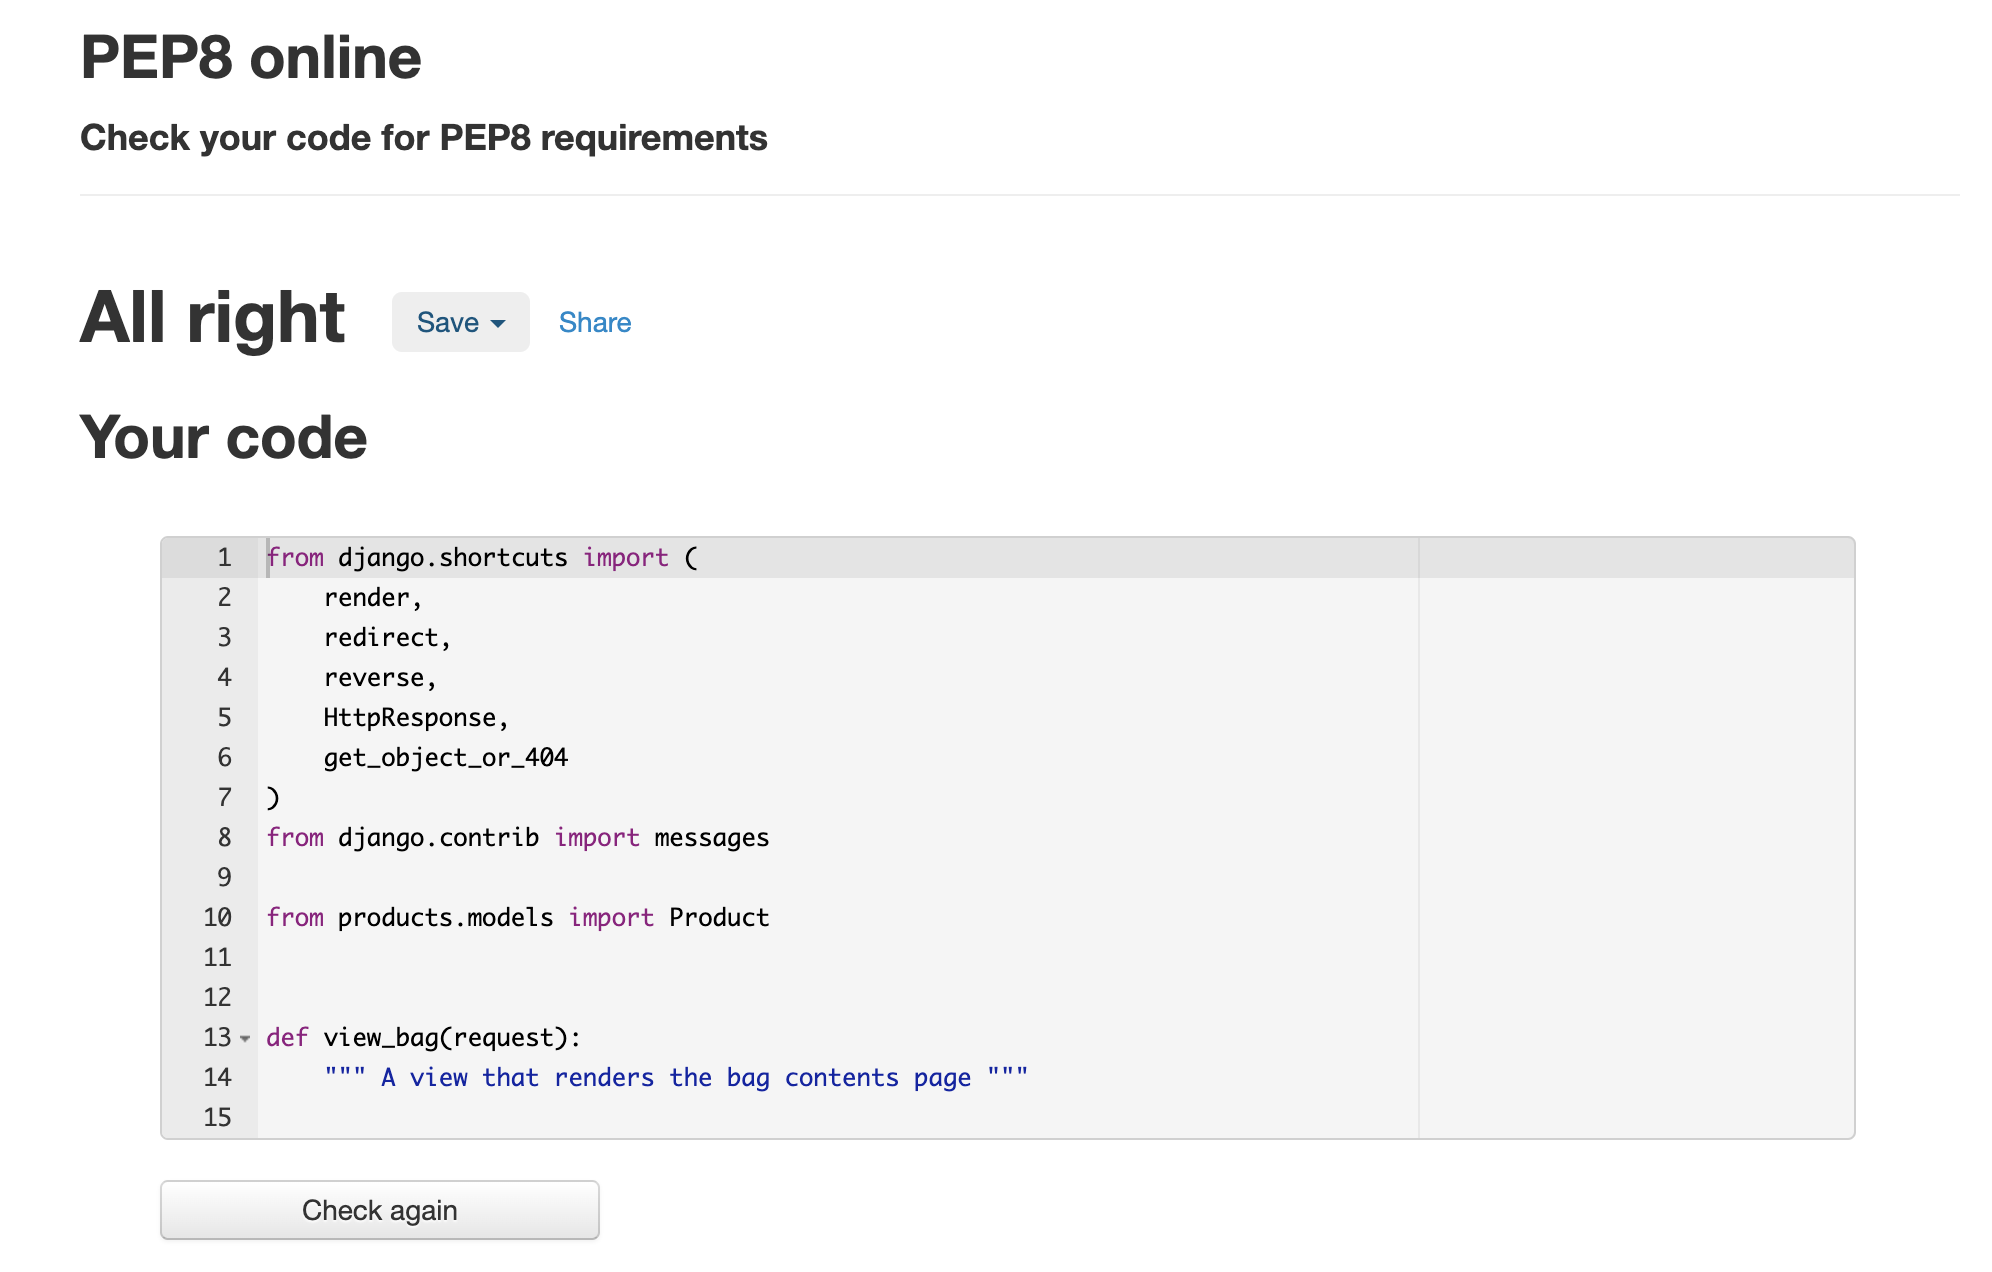 PEP8 online
Check your code for PEP8 requirements
All right Save Share
Your code
1 from django.shortcuts import (
2     render,
3     redirect,
4     reverse,
5     HttpResponse,
6     get_object_or_404
7 )
8 from django.contrib import messages
9
10 from products.models import Product
11
12
13 def view_bag(request):
14     """ A view that renders the bag contents page """
15
Check again